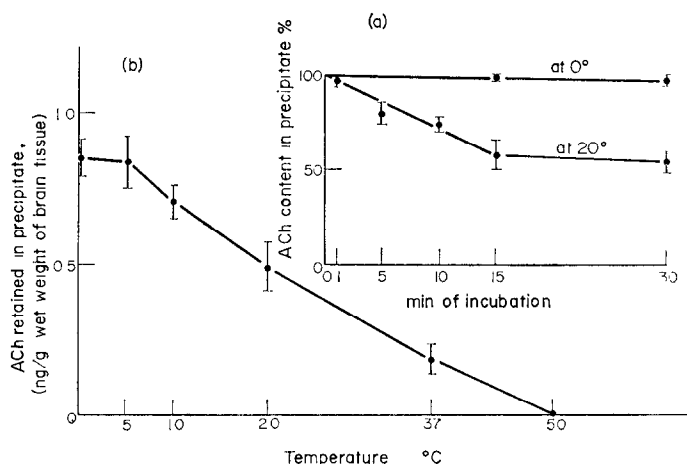 (a)
ACh content in precipitate %
100
50
0
at 0°
at 20°
0 1 5 10 15 30
min of incubation
(b)
ACh retained in precipitate,
(ng/g wet weight of brain tissue)
1.0
0.5
0
5 10 20 37 50
Temperature °C